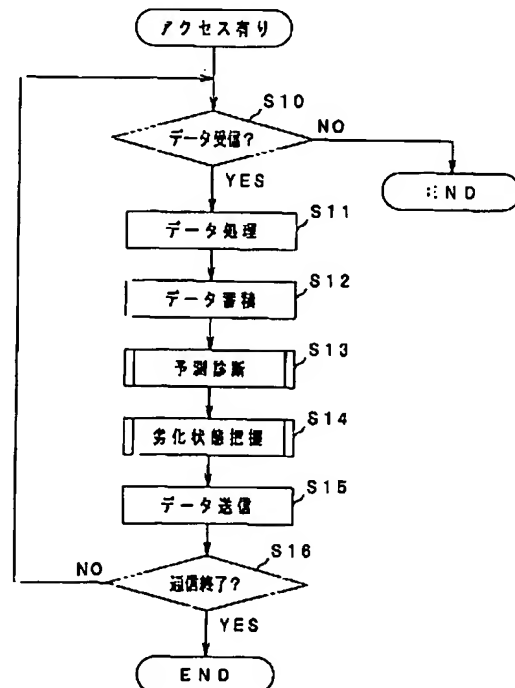 アクセス有り
S10
データ受信?
NO
YES
END
S11
データ処理
S12
データ蓄積
S13
予測診断
S14
劣化状態把握
S15
データ送信
S16
NO
通信終了?
YES
END